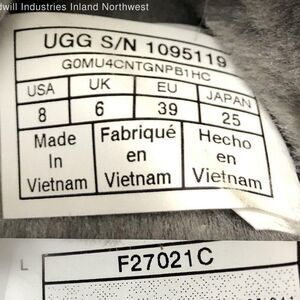 dwill Industries Inland Northwest
UGG S/N 1095119
G0MU4CNTGNPB1HC
USA UK EU JAPAN
8 6 39 25
Made Fabriqué Hecho
In en en
Vietnam Vietnam Vietnam
L F27021C